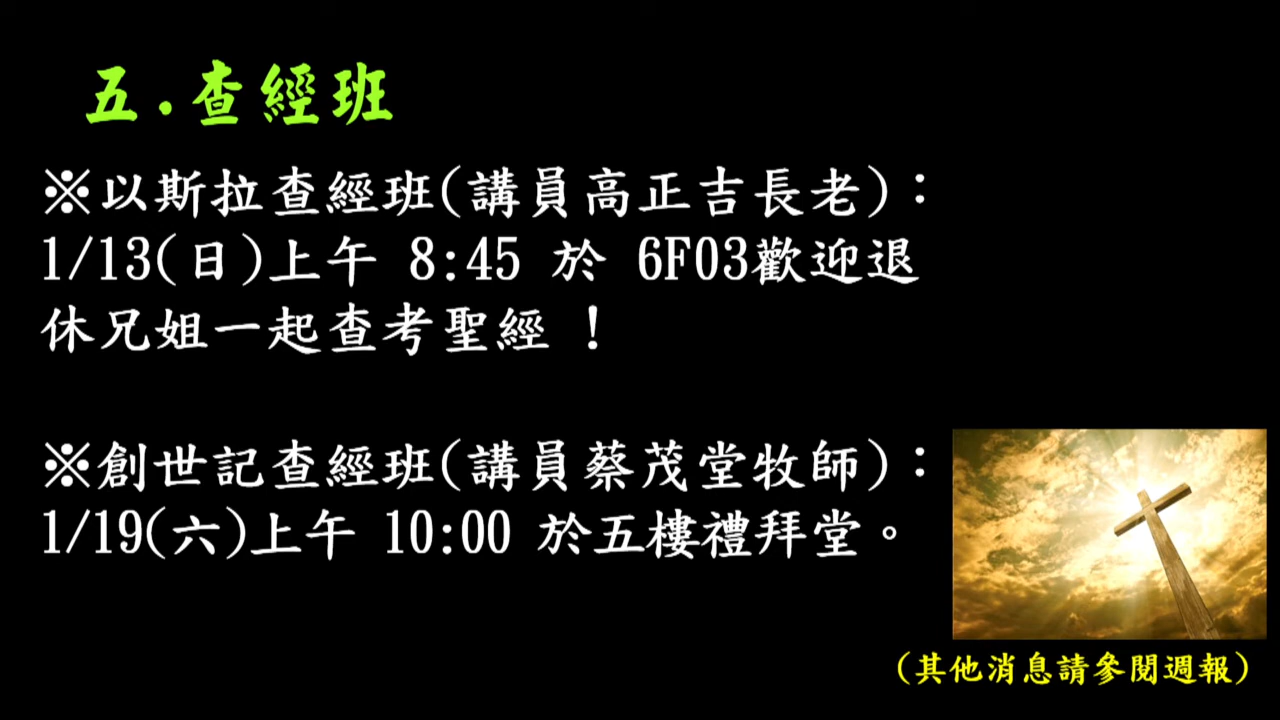 五.查經班
※以斯拉查經班(講員高正吉長老)：
1/13(日)上午 8:45 於 6F03歡迎退
休兄姐一起查考聖經 ！
※創世記查經班(講員蔡茂堂牧師)：
1/19(六)上午 10:00 於五樓禮拜堂。
(其他消息請參閱週報)